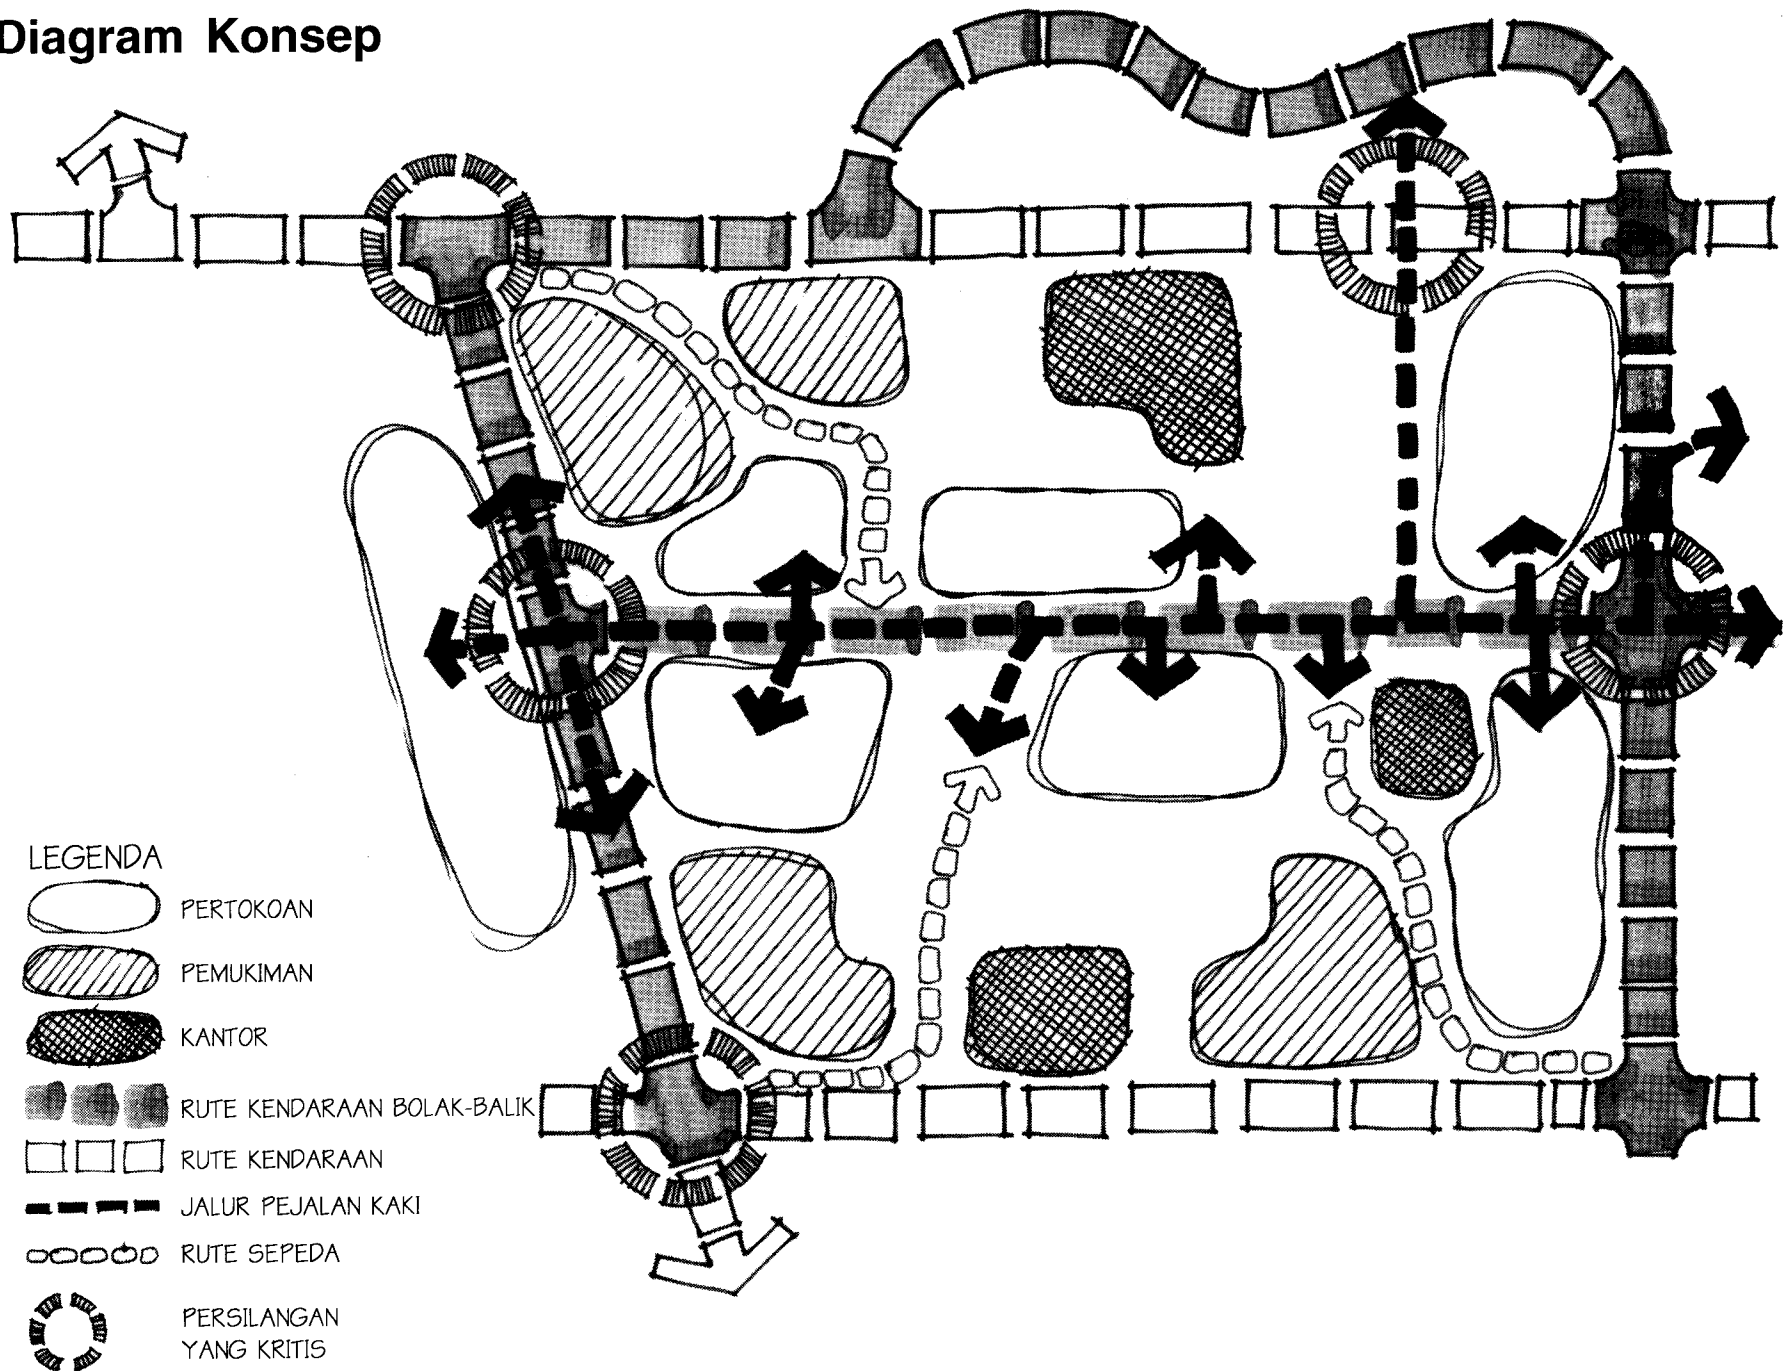 Diagram Konsep
LEGENDA
PERTOKOAN
PEMUKIMAN
KANTOR
RUTE KENDARAAN BOLAK-BALIK
RUTE KENDARAAN
JALUR PEJALAN KAKI
RUTE SEPEDA
PERSILANGAN
YANG KRITIS